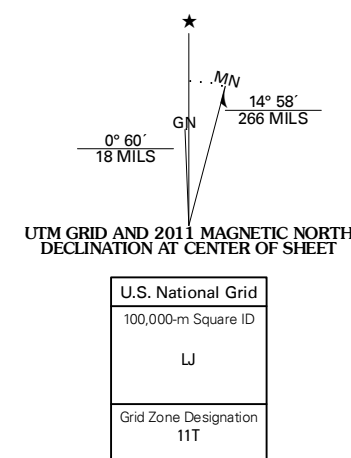 ★
MN
GN
14° 58´
266 MILS
0° 60´
18 MILS
UTM GRID AND 2011 MAGNETIC NORTH
DECLINATION AT CENTER OF SHEET
U.S. National Grid
100,000-m Square ID
LJ
Grid Zone Designation
11T